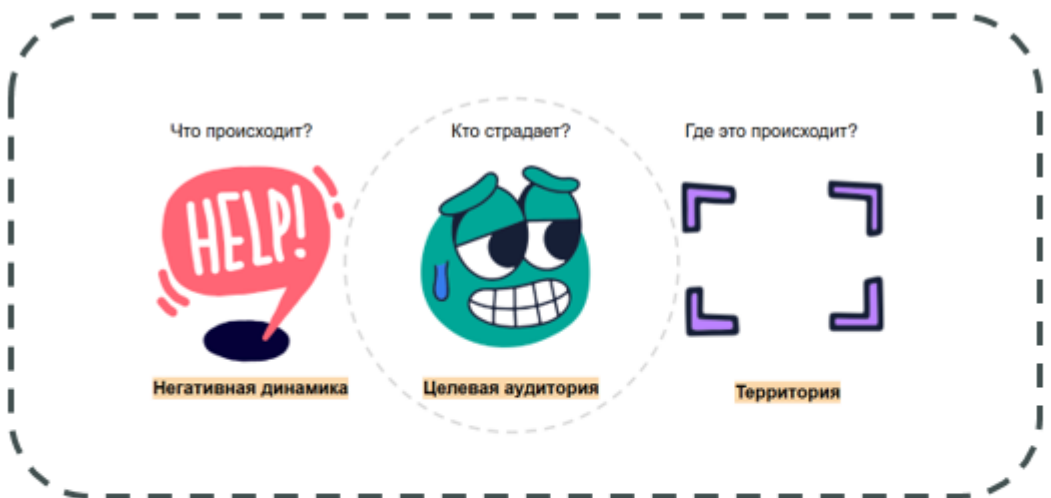 Что происходит?
Кто страдает?
Где это происходит?
HELP!
Негативная динамика
Целевая аудитория
Территория